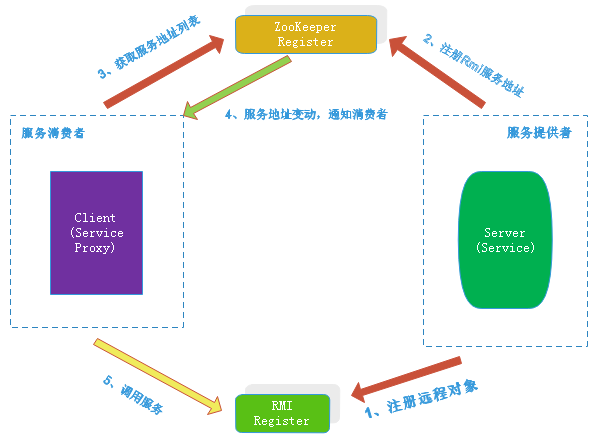 ZooKeeper
Register
3、获取服务地址列表
2、注册Rmi服务地址
4、服务地址变动，通知消费者
服务消费者
服务提供者
Client
(Service
Proxy)
Server
(Service)
5、调用服务
1、注册远程对象
RMI
Register